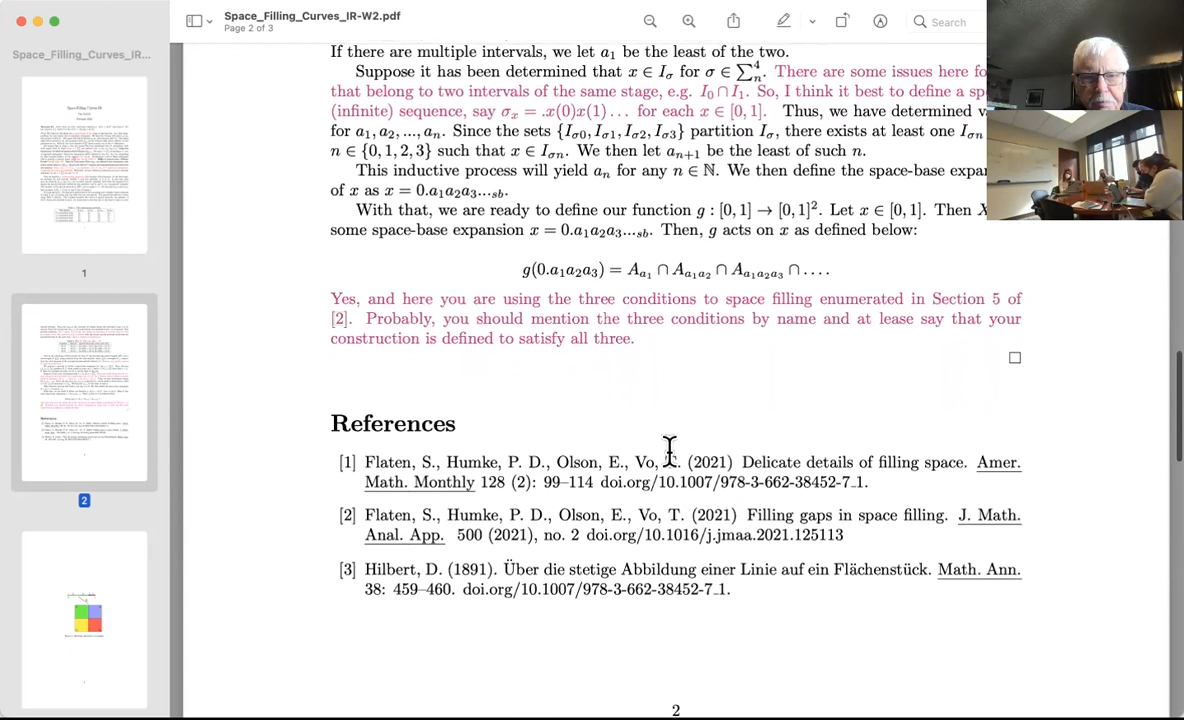 Space_Filling_Curves_IR-W2.pdf
Page 2 of 3
Search
Space_Filling_Curves_IR...
1
2
If there are multiple intervals, we let a₁ be the least of the two.
Suppose it has been determined that x ∈ I_σ for σ ∈ ∑⁴ₙ. There are some issues here fo
that belong to two intervals of the same stage, e.g. I₀ ∩ I₁. So, I think it best to define a sp
(infinite) sequence, say σₓ = .x(0)x(1)... for each x ∈ [0, 1]. Thus, we have determined v
for a₁, a₂, ..., aₙ. Since the sets {I_σ0, I_σ1, I_σ2, I_σ3} partition I_σ, there exists at least one I_σn
n ∈ {0, 1, 2, 3} such that x ∈ I_σn. We then let aₙ₊₁ be the least of such n.
This inductive process will yield aₙ for any n ∈ ℕ. We then define the space-base expa
of x as x = 0.a₁a₂a₃..._sb.
With that, we are ready to define our function g : [0, 1] → [0, 1]². Let x ∈ [0, 1]. Then X
some space-base expansion x = 0.a₁a₂a₃..._sb. Then, g acts on x as defined below:
g(0.a₁a₂a₃) = A_a₁ ∩ A_a₁a₂ ∩ A_a₁a₂a₃ ∩ ....
Yes, and here you are using the three conditions to space filling enumerated in Section 5 of
[2]. Probably, you should mention the three conditions by name and at lease say that your
construction is defined to satisfy all three.
References
[1] Flaten, S., Humke, P. D., Olson, E., Vo, T. (2021) Delicate details of filling space. Amer.
Math. Monthly 128 (2): 99–114 doi.org/10.1007/978-3-662-38452-7_1.
[2] Flaten, S., Humke, P. D., Olson, E., Vo, T. (2021) Filling gaps in space filling. J. Math.
Anal. App. 500 (2021), no. 2 doi.org/10.1016/j.jmaa.2021.125113
[3] Hilbert, D. (1891). Über die stetige Abbildung einer Linie auf ein Flächenstück. Math. Ann.
38: 459–460. doi.org/10.1007/978-3-662-38452-7_1.
2